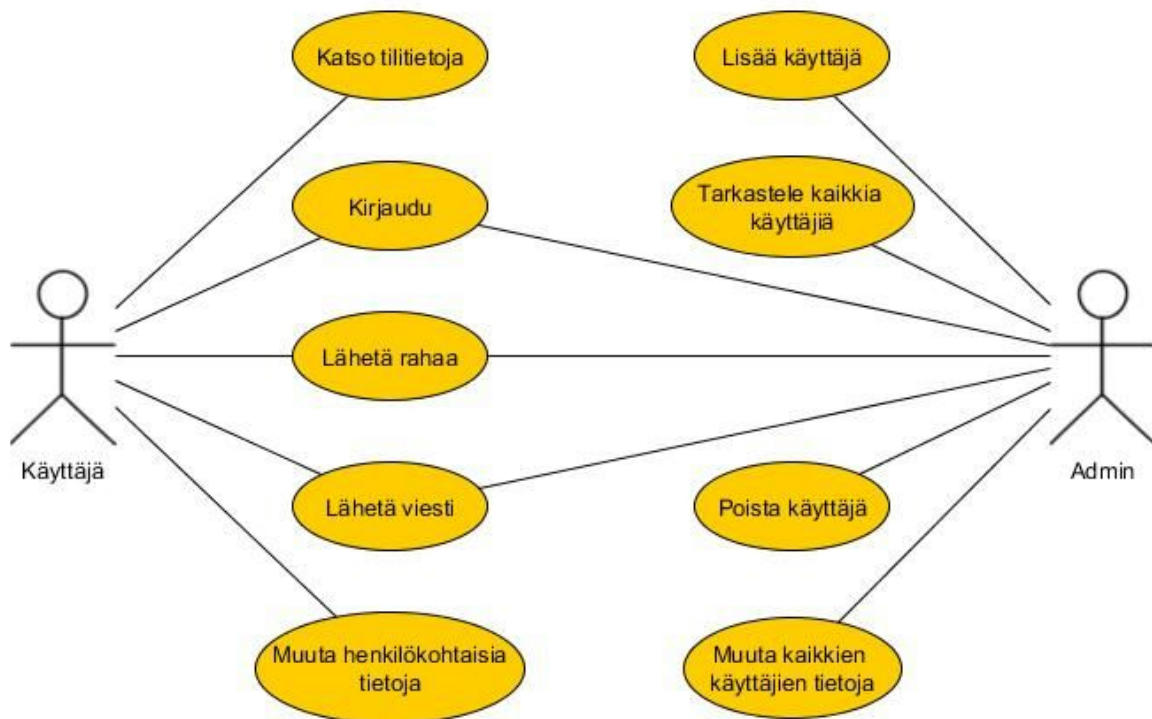 Katso tilitietoja
Lisää käyttäjä
Kirjaudu
Tarkastele kaikkia
käyttäjiä
Lähetä rahaa
Käyttäjä
Admin
Lähetä viesti
Poista käyttäjä
Muuta henkilökohtaisia
tietoja
Muuta kaikkien
käyttäjien tietoja